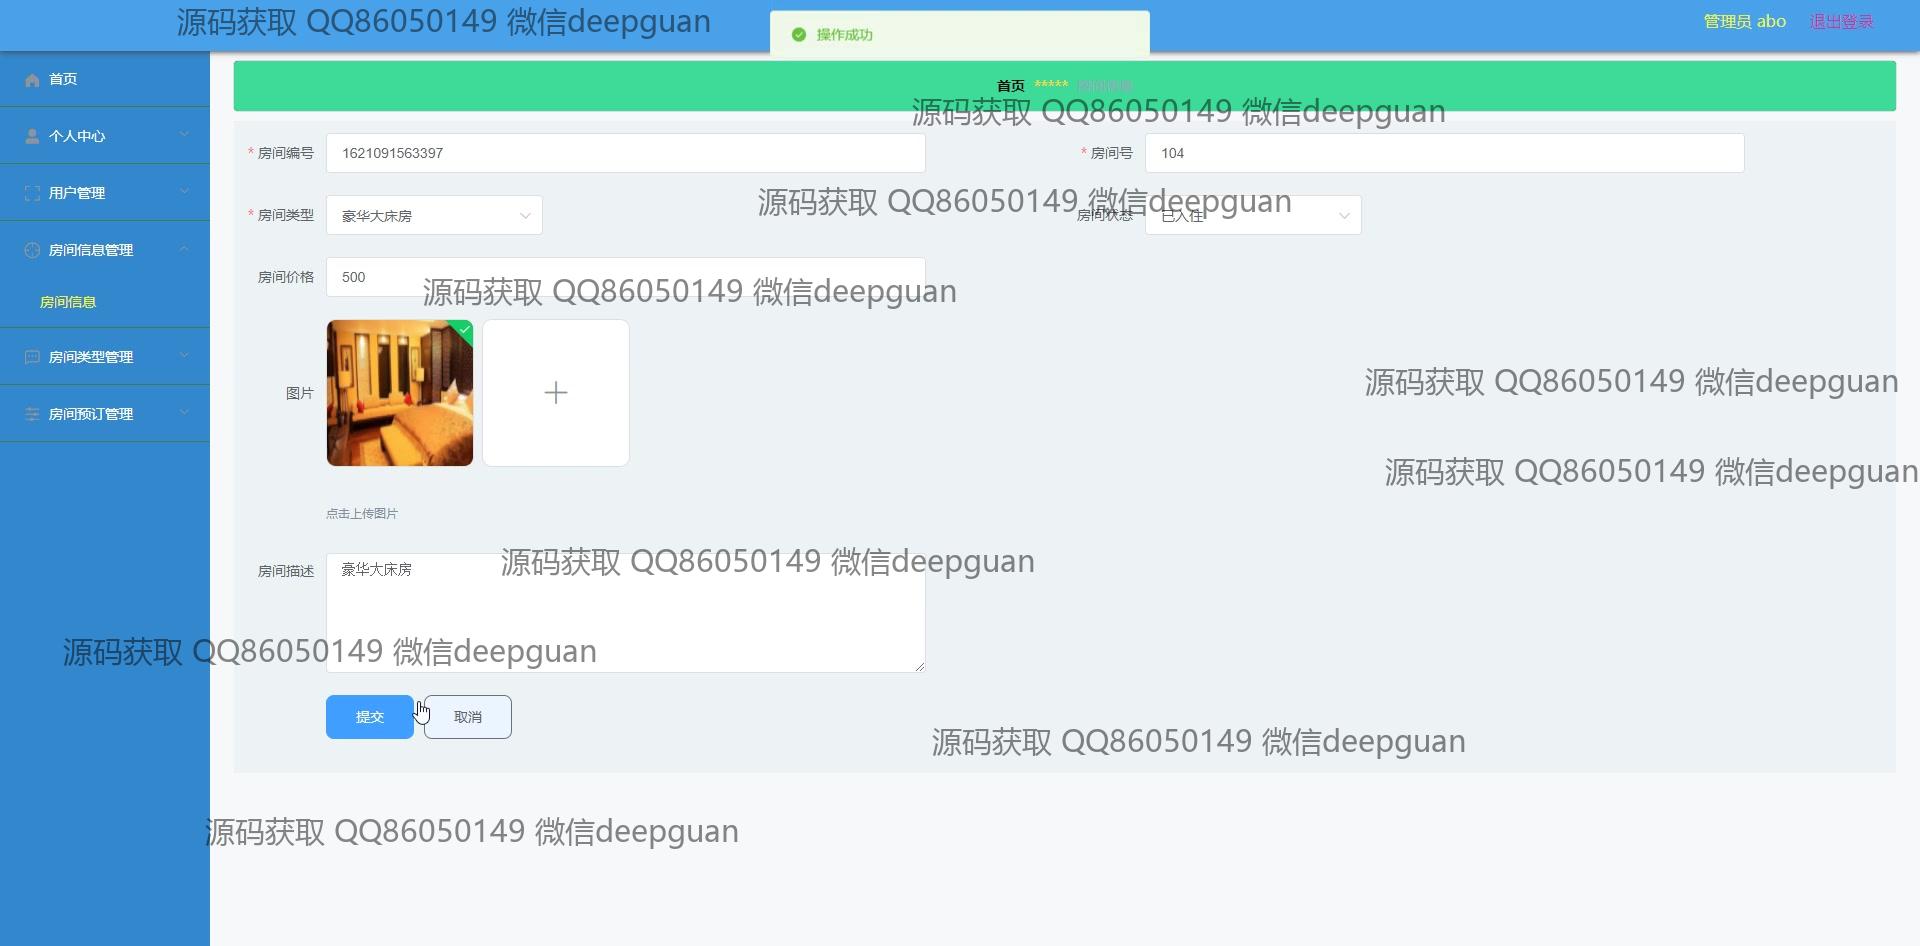 源码获取 QQ86050149 微信deepguan
操作成功
管理员 abo
退出登录
首页
个人中心
用户管理
房间信息管理
房间信息
房间类型管理
房间预订管理
首页 ***** 房间信息
源码获取 QQ86050149 微信deepguan
* 房间编号 1621091563397
* 房间号 104
源码获取 QQ86050149 微信deepguan
* 房间类型 豪华大床房
房间状态 已入住
房间价格 500
源码获取 QQ86050149 微信deepguan
图片
源码获取 QQ86050149 微信deepguan
源码获取 QQ86050149 微信deepguan
点击上传图片
房间描述 豪华大床房
源码获取 QQ86050149 微信deepguan
源码获取 QQ86050149 微信deepguan
提交
取消
源码获取 QQ86050149 微信deepguan
源码获取 QQ86050149 微信deepguan